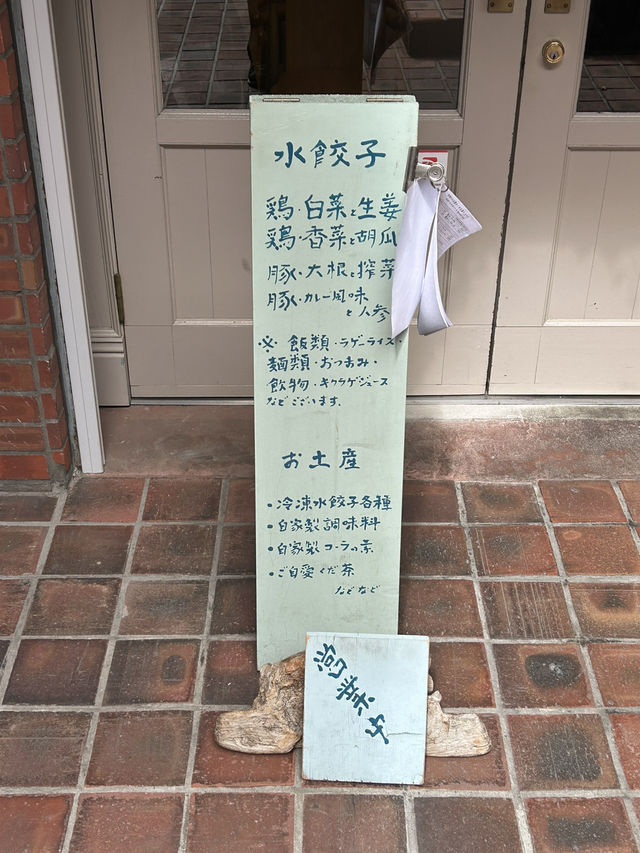 水餃子
鶏・白菜と生姜
鶏・香菜と胡瓜
豚・大根と搾菜
豚・カレー風味
と人参
※ 飯類・ラゲーライス・
麺類・おつまみ・
飲物・キクラゲジュース
などございます。
お土産
・冷凍水餃子各種
・自家製調味料
・自家製コーラの素
・ご自愛くだ茶
などなど
営業中